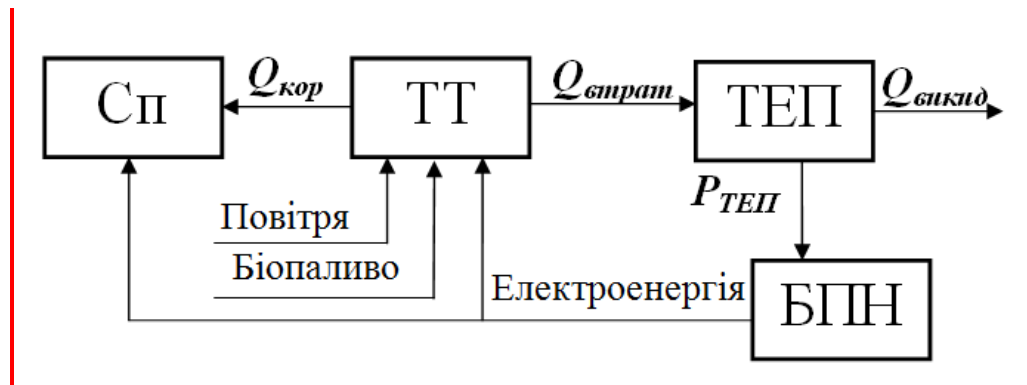 Сп
Qкор
ТТ
Qвтрат
ТЕП
Qвикид
PТЕП
Повітря
Біопаливо
Електроенергія
БПН